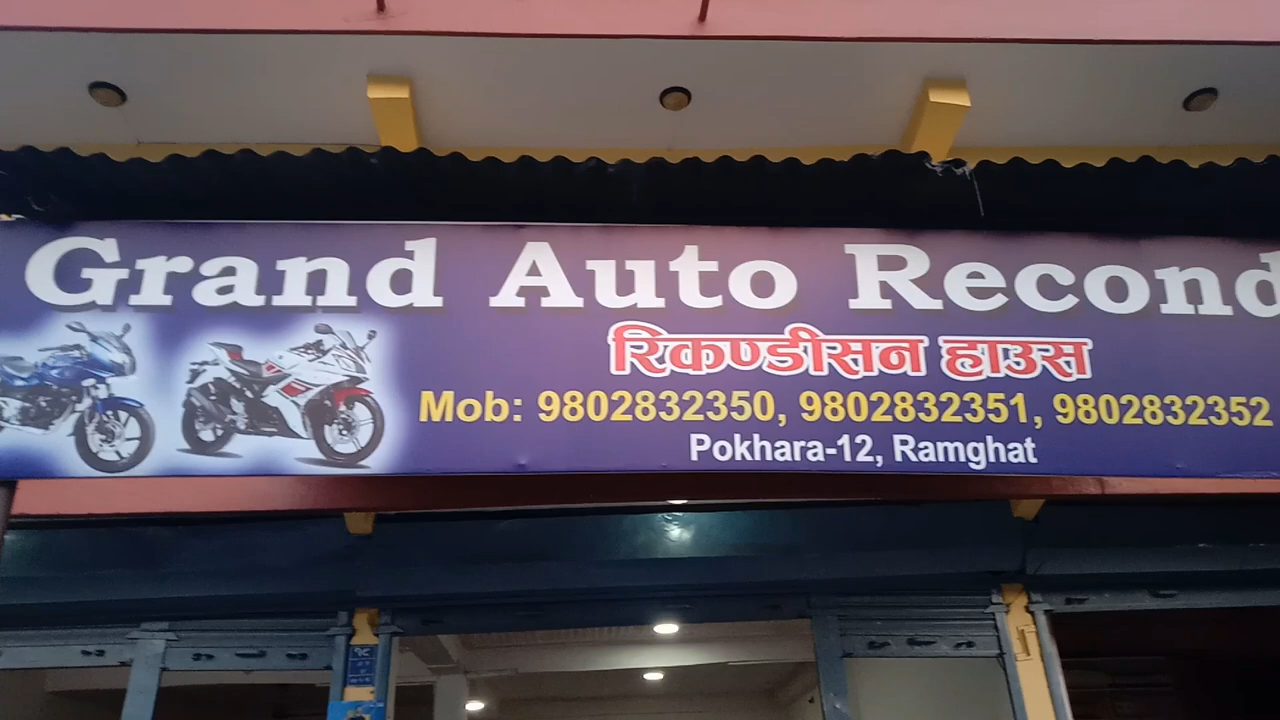 Grand Auto Recond
रिकण्डीसन हाउस
Mob: 9802832350, 9802832351, 9802832352
Pokhara-12, Ramghat